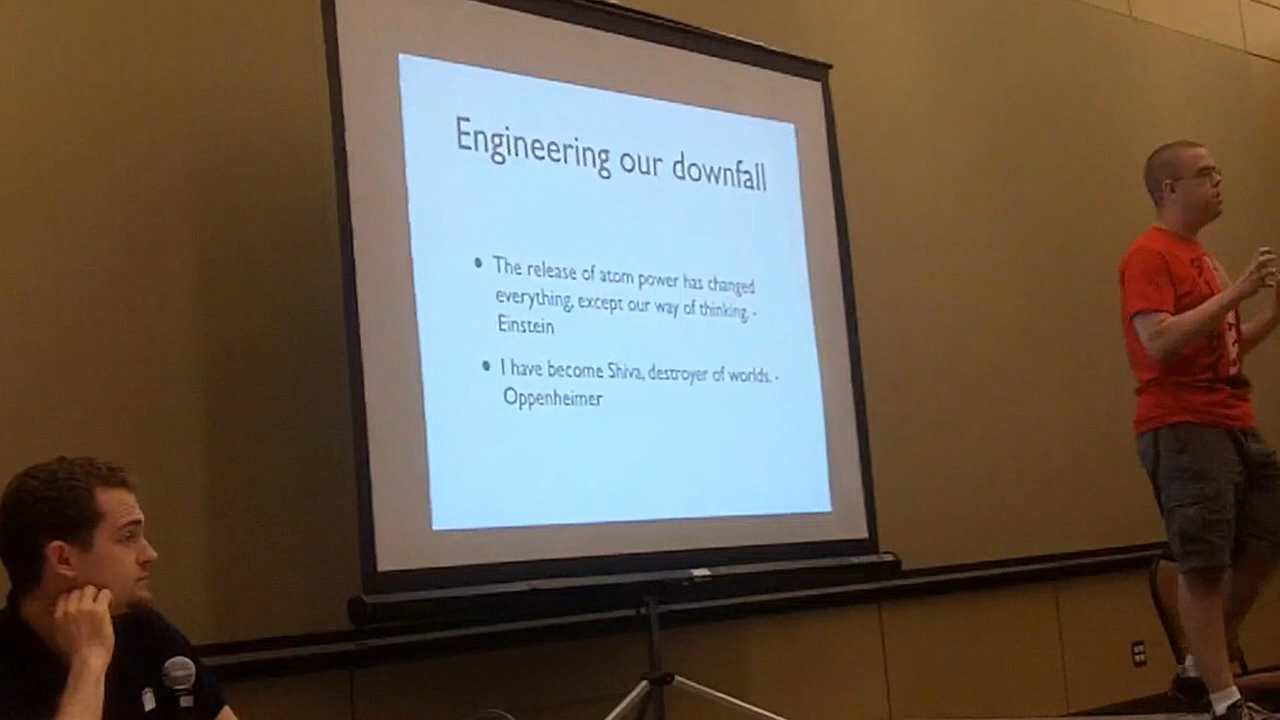 Engineering our downfall
• The release of atom power has changed
everything, except our way of thinking. -
Einstein
• I have become Shiva, destroyer of worlds. -
Oppenheimer